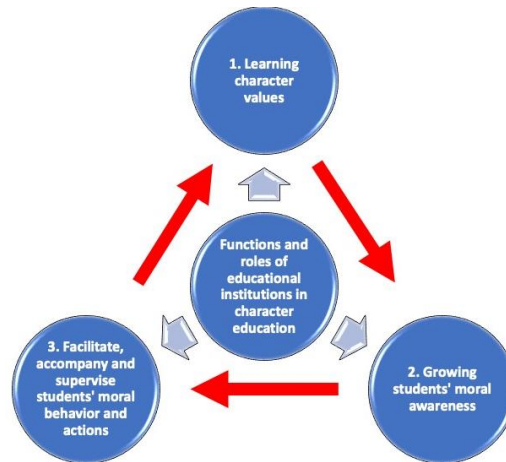 1. Learning
character
values
Functions and
roles of
educational
institutions in
character
education
3. Facilitate,
accompany and
supervise
students' moral
behavior and
actions
2. Growing
students' moral
awareness